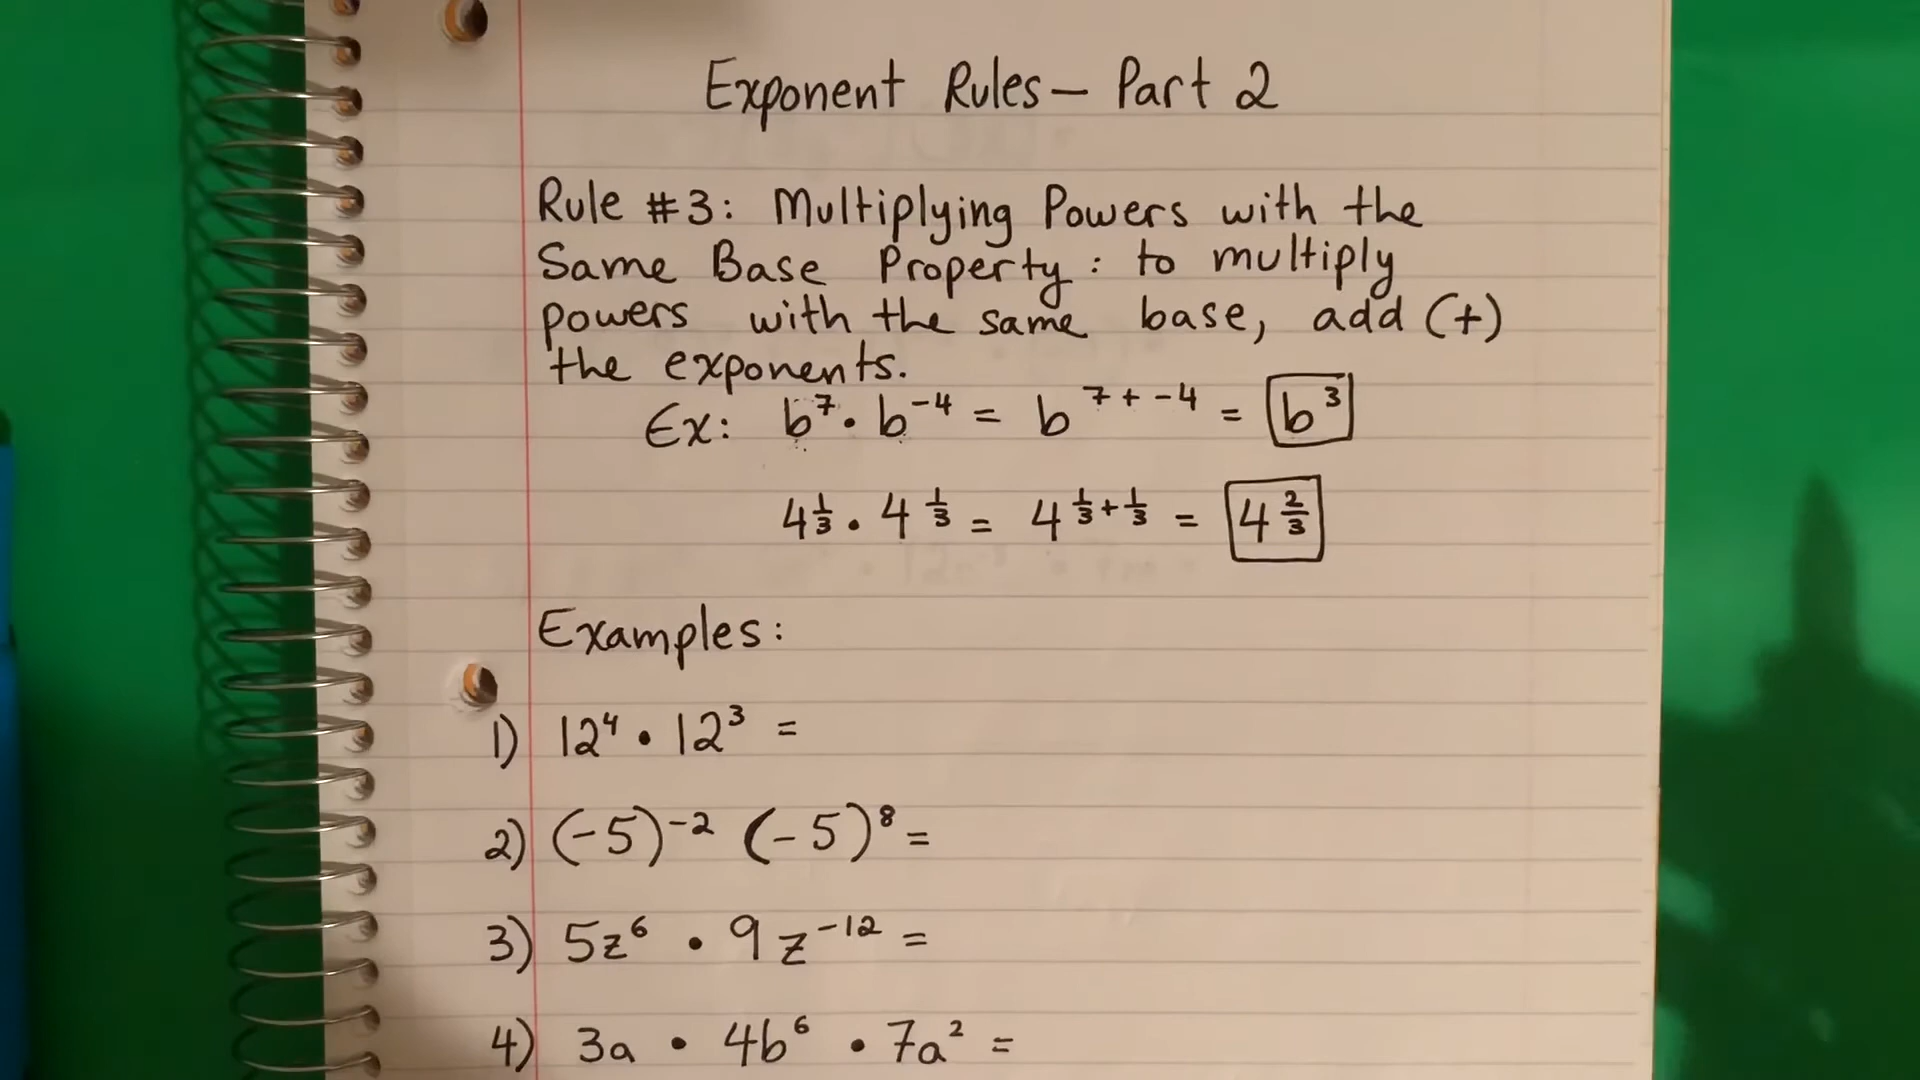 Exponent Rules — Part 2
Rule #3: Multiplying Powers with the
Same Base Property: to multiply
powers with the same base, add (+)
the exponents.
Ex: b⁷ · b⁻⁴ = b⁷⁺⁻⁴ = b³
4^(1/3) · 4^(1/3) = 4^(1/3+1/3) = 4^(2/3)
Examples:
1) 12⁴ · 12³ =
2) (-5)⁻² (-5)⁸ =
3) 5z⁶ · 9z⁻¹² =
4) 3a · 4b⁶ · 7a² =